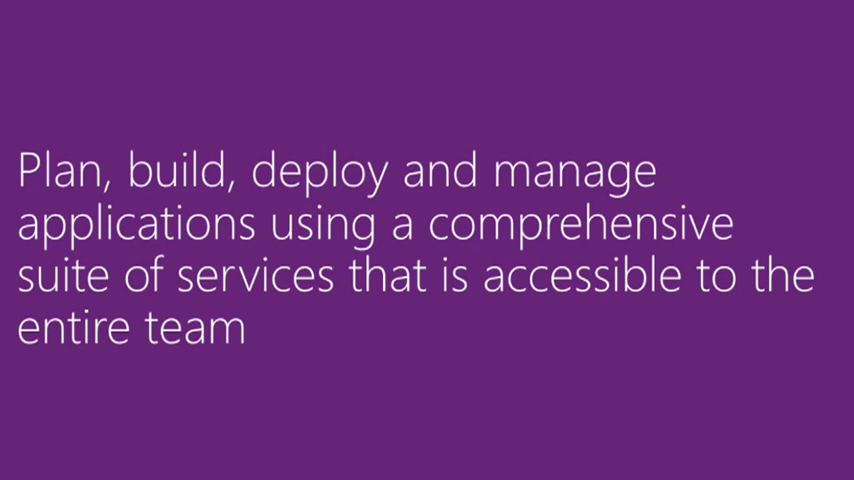 Plan, build, deploy and manage
applications using a comprehensive
suite of services that is accessible to the
entire team